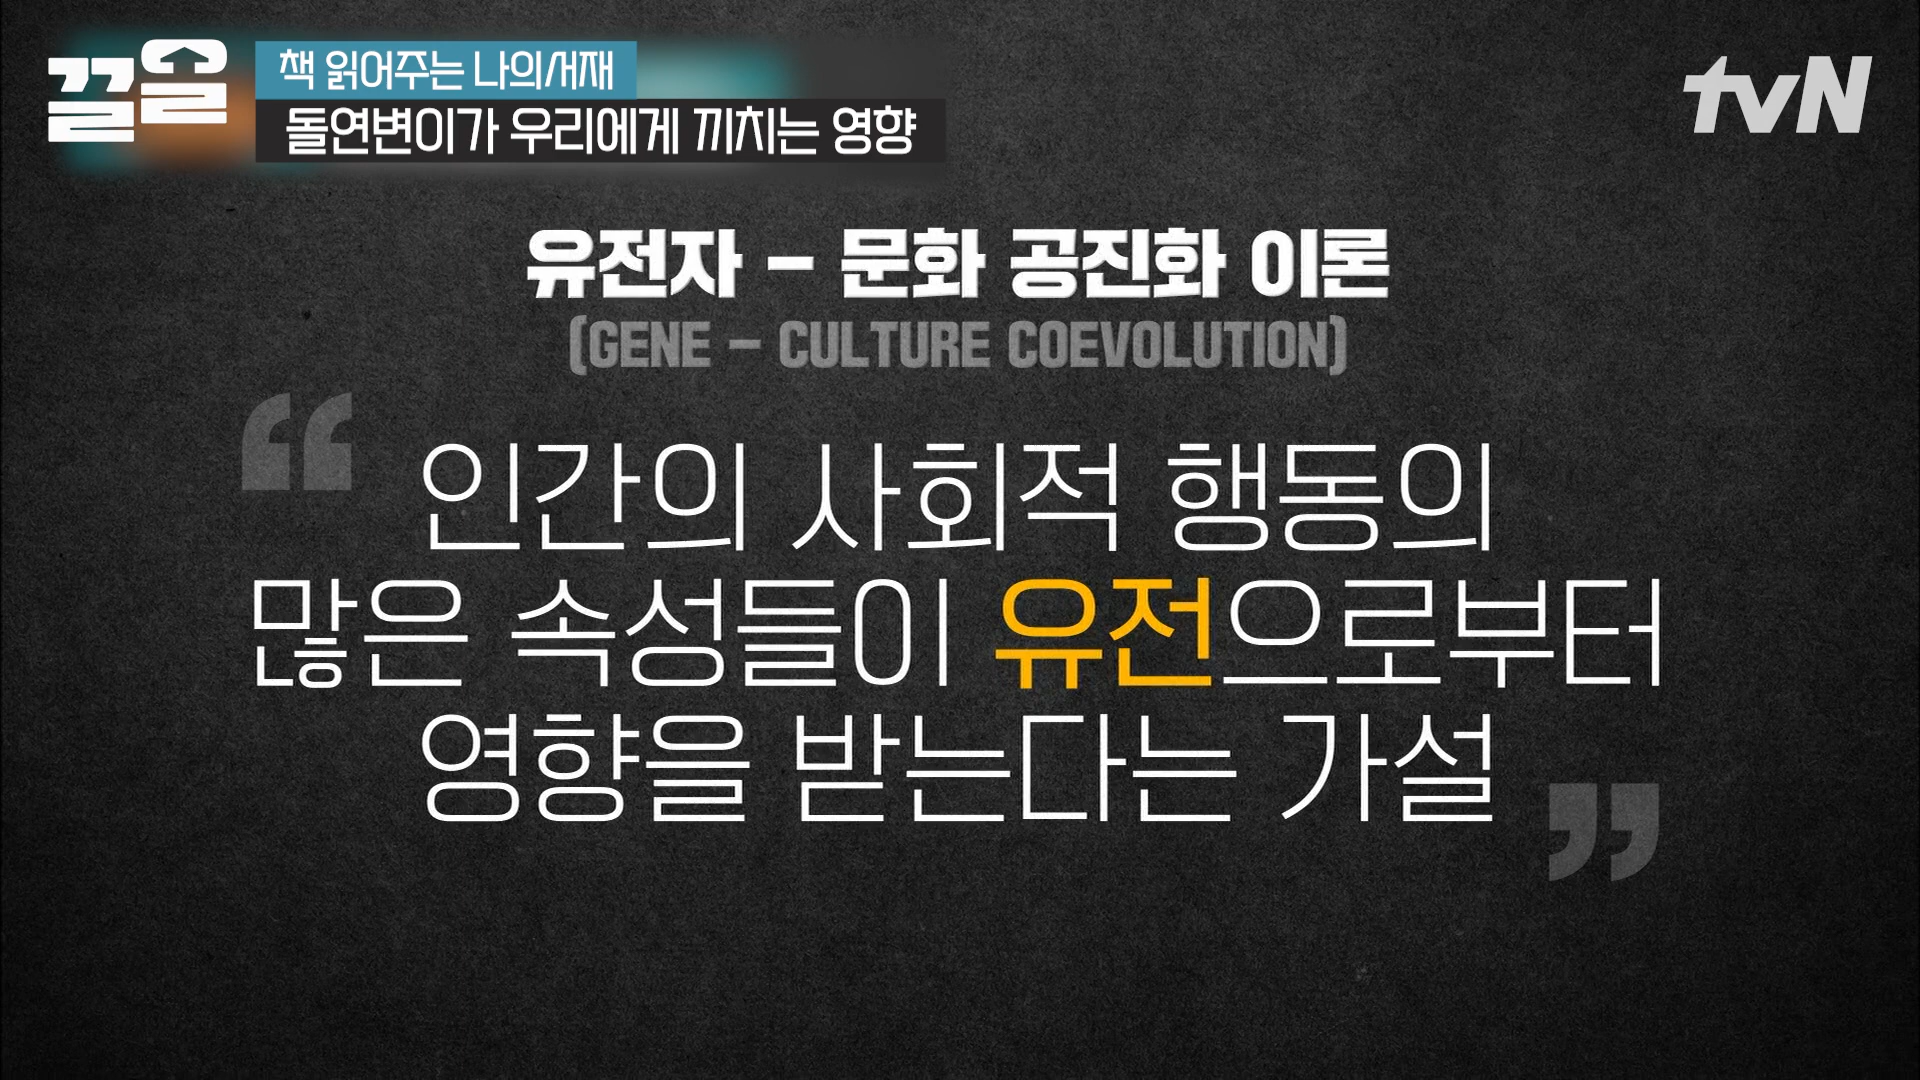 끌올
책 읽어주는 나의서재
돌연변이가 우리에게 끼치는 영향
tvN
유전자 – 문화 공진화 이론
(GENE – CULTURE COEVOLUTION)
“인간의 사회적 행동의
많은 속성들이 유전으로부터
영향을 받는다는 가설”